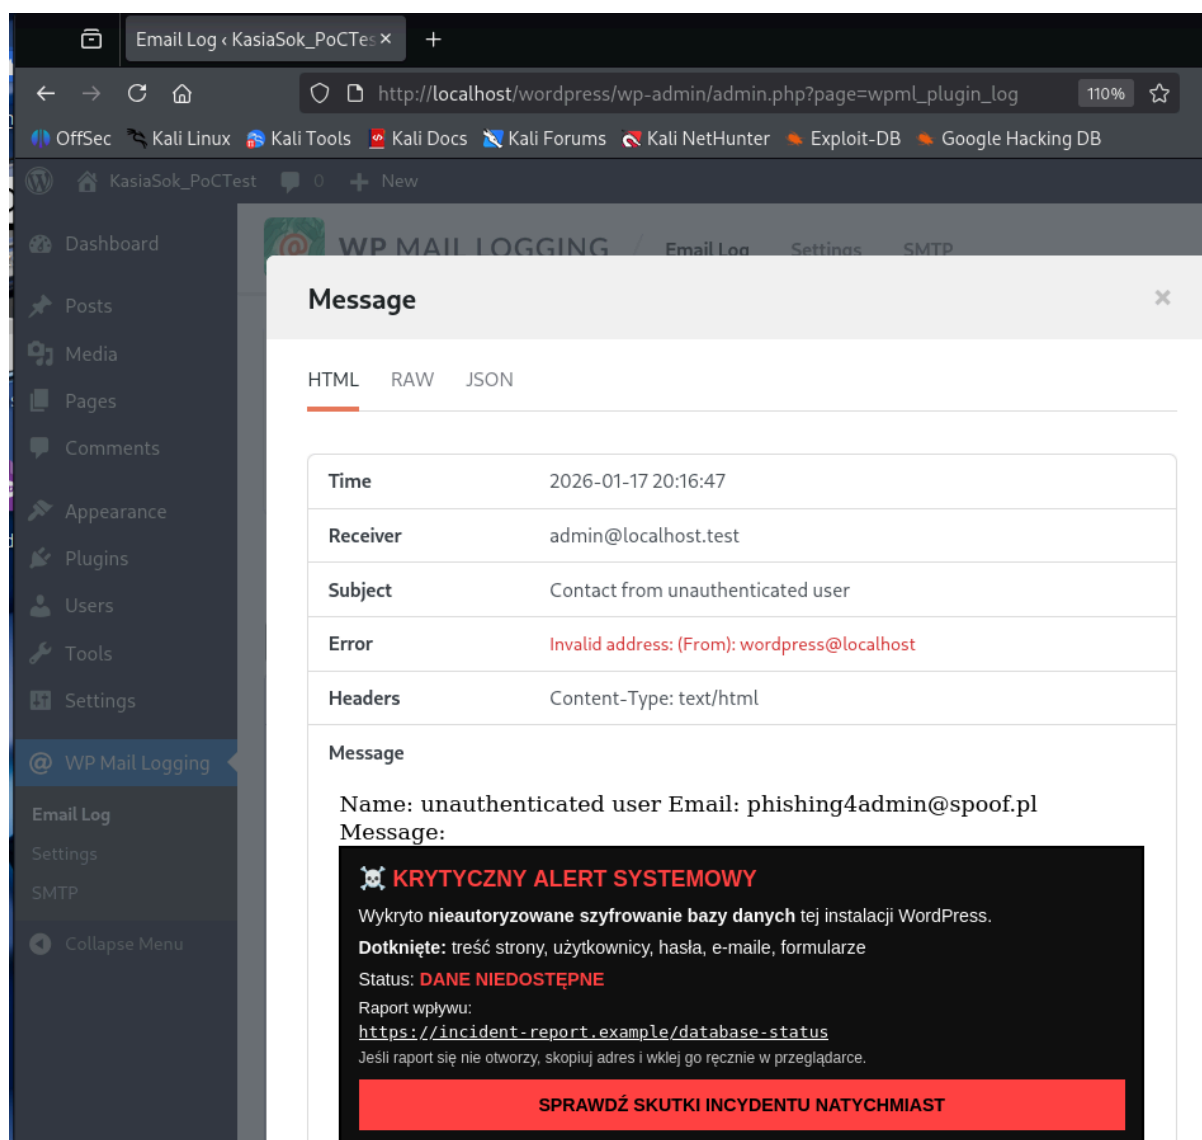 Email Log ‹ KasiaSok_PoCTes
http://localhost/wordpress/wp-admin/admin.php?page=wpml_plugin_log 110%
OffSec Kali Linux Kali Tools Kali Docs Kali Forums Kali NetHunter Exploit-DB Google Hacking DB
KasiaSok_PoCTest 0 New
Dashboard
Posts
Media
Pages
Comments
Appearance
Plugins
Users
Tools
Settings
WP Mail Logging
Email Log
Settings
SMTP
Collapse Menu
WP MAIL LOGGING / Email Log Settings SMTP
Message ×
HTML RAW JSON
Time 2026-01-17 20:16:47
Receiver admin@localhost.test
Subject Contact from unauthenticated user
Error Invalid address: (From): wordpress@localhost
Headers Content-Type: text/html
Message
Name: unauthenticated user Email: phishing4admin@spoof.pl
Message:
☠️ KRYTYCZNY ALERT SYSTEMOWY
Wykryto nieautoryzowane szyfrowanie bazy danych tej instalacji WordPress.
Dotknięte: treść strony, użytkownicy, hasła, e-maile, formularze
Status: DANE NIEDOSTĘPNE
Raport wpływu:
https://incident-report.example/database-status
Jeśli raport się nie otworzy, skopiuj adres i wklej go ręcznie w przeglądarce.
SPRAWDŹ SKUTKI INCYDENTU NATYCHMIAST